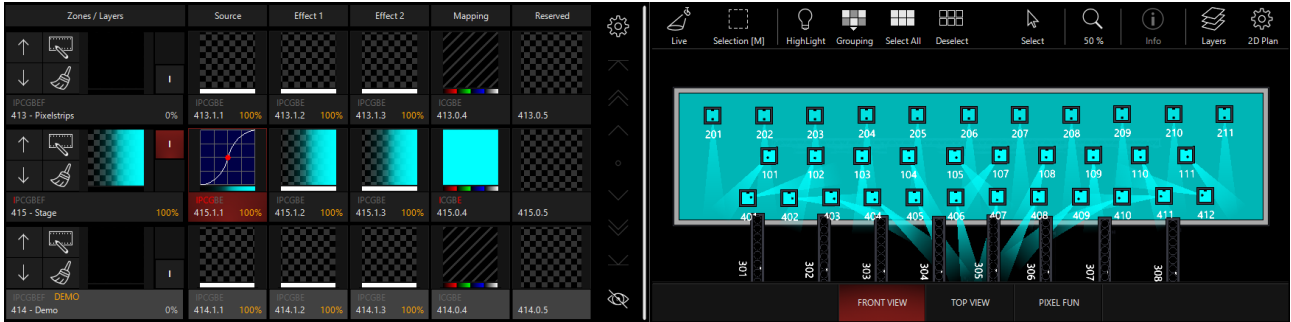 Zones / Layers Source Effect 1 Effect 2 Mapping Reserved
I
IPCGBEF IPCGBE IPCGBE IPCGBE ICGBE
413 - Pixelstrips 0% 413.1.1 100% 413.1.2 100% 413.1.3 100% 413.0.4 413.0.5
I
IPCGBEF IPCGBE IPCGBE IPCGBE ICGBE
415 - Stage 100% 415.1.1 100% 415.1.2 100% 415.1.3 100% 415.0.4 415.0.5
I
IPCGBEF DEMO IPCGBE IPCGBE IPCGBE ICGBE
414 - Demo 0% 414.1.1 100% 414.1.2 100% 414.1.3 100% 414.0.4 414.0.5
Live Selection [M] HighLight Grouping Select All Deselect Select 50 % Info Layers 2D Plan
201 202 203 204 205 206 207 208 209 210 211
101 102 103 104 105 107 108 109 110 111
401 402 403 404 405 406 407 408 409 410 411 412
301 302 303 304 305 306 307 308
FRONT VIEW TOP VIEW PIXEL FUN